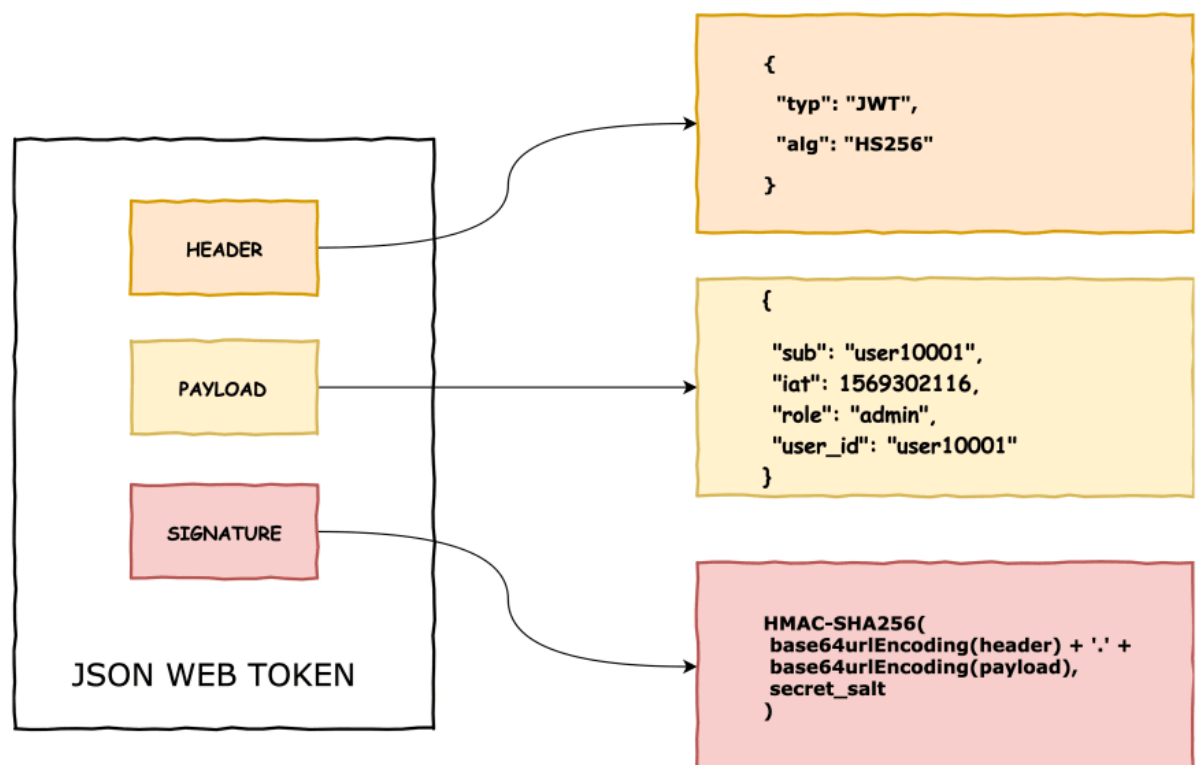 HEADER
PAYLOAD
SIGNATURE
JSON WEB TOKEN
{
"typ": "JWT",
"alg": "HS256"
}
{
"sub": "user10001",
"iat": 1569302116,
"role": "admin",
"user_id": "user10001"
}
HMAC-SHA256(
base64urlEncoding(header) + '.' +
base64urlEncoding(payload),
secret_salt
)